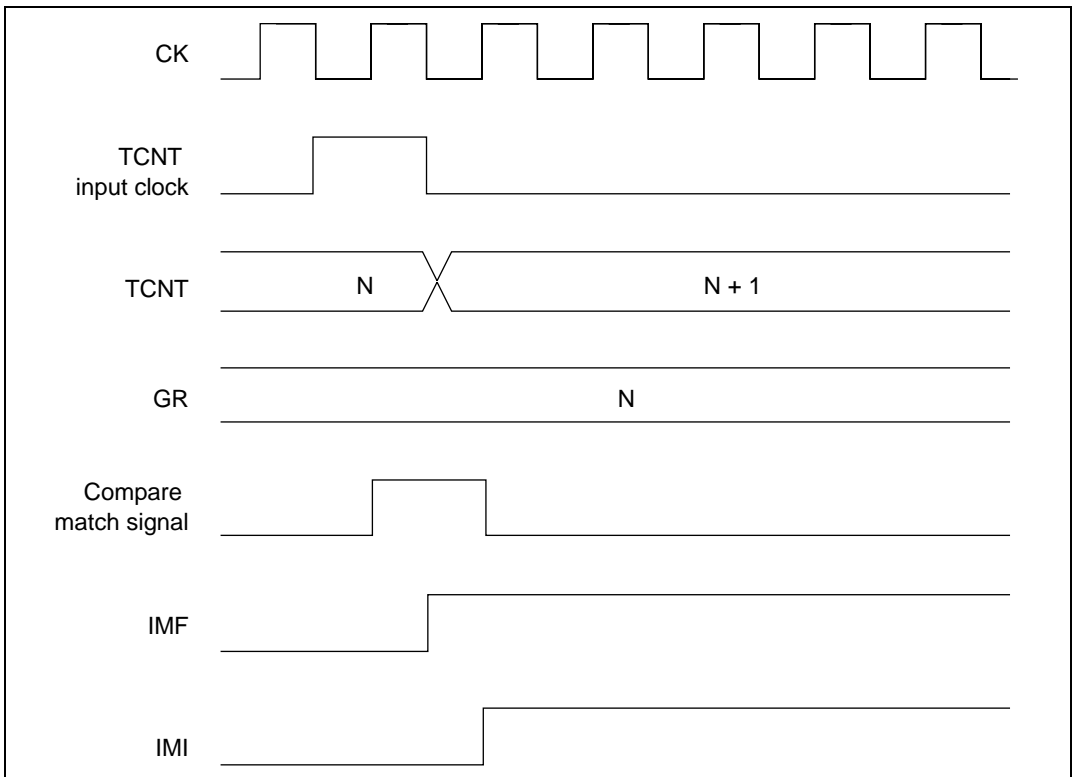 CK
TCNT
input clock
TCNT
N
N + 1
GR
N
Compare
match signal
IMF
IMI